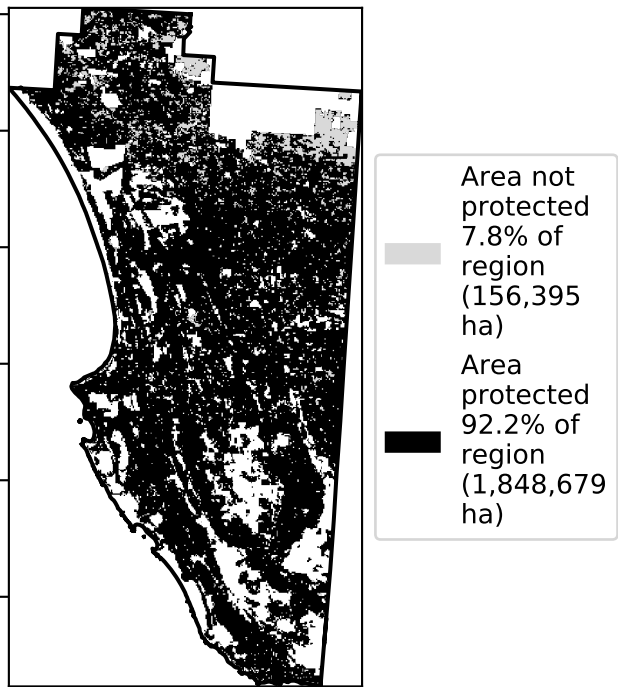 Area not
protected
7.8% of
region
(156,395
ha)
Area
protected
92.2% of
region
(1,848,679
ha)